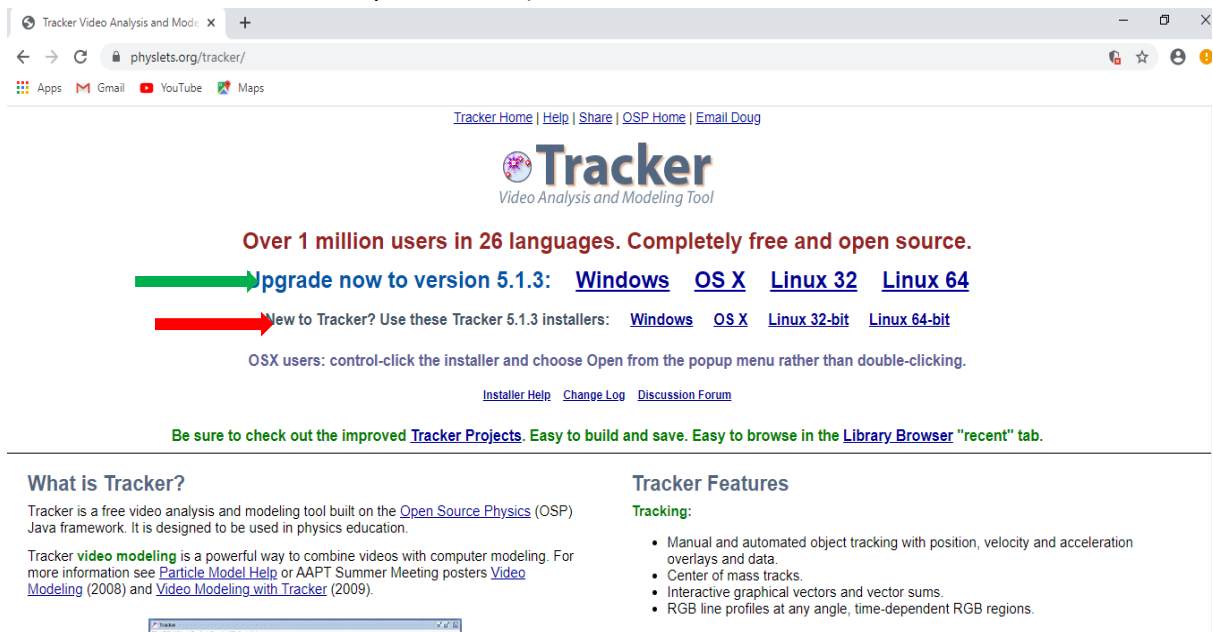 Tracker Video Analysis and Mode
physlets.org/tracker/
Apps Gmail YouTube Maps
Tracker Home | Help | Share | OSP Home | Email Doug
Tracker
Video Analysis and Modeling Tool
Over 1 million users in 26 languages. Completely free and open source.
Upgrade now to version 5.1.3: Windows OS X Linux 32 Linux 64
New to Tracker? Use these Tracker 5.1.3 installers: Windows OS X Linux 32-bit Linux 64-bit
OSX users: control-click the installer and choose Open from the popup menu rather than double-clicking.
Installer Help Change Log Discussion Forum
Be sure to check out the improved Tracker Projects. Easy to build and save. Easy to browse in the Library Browser "recent" tab.
What is Tracker?
Tracker is a free video analysis and modeling tool built on the Open Source Physics (OSP)
Java framework. It is designed to be used in physics education.
Tracker video modeling is a powerful way to combine videos with computer modeling. For
more information see Particle Model Help or AAPT Summer Meeting posters Video
Modeling (2008) and Video Modeling with Tracker (2009).
Tracker Features
Tracking:
• Manual and automated object tracking with position, velocity and acceleration
overlays and data.
• Center of mass tracks.
• Interactive graphical vectors and vector sums.
• RGB line profiles at any angle, time-dependent RGB regions.